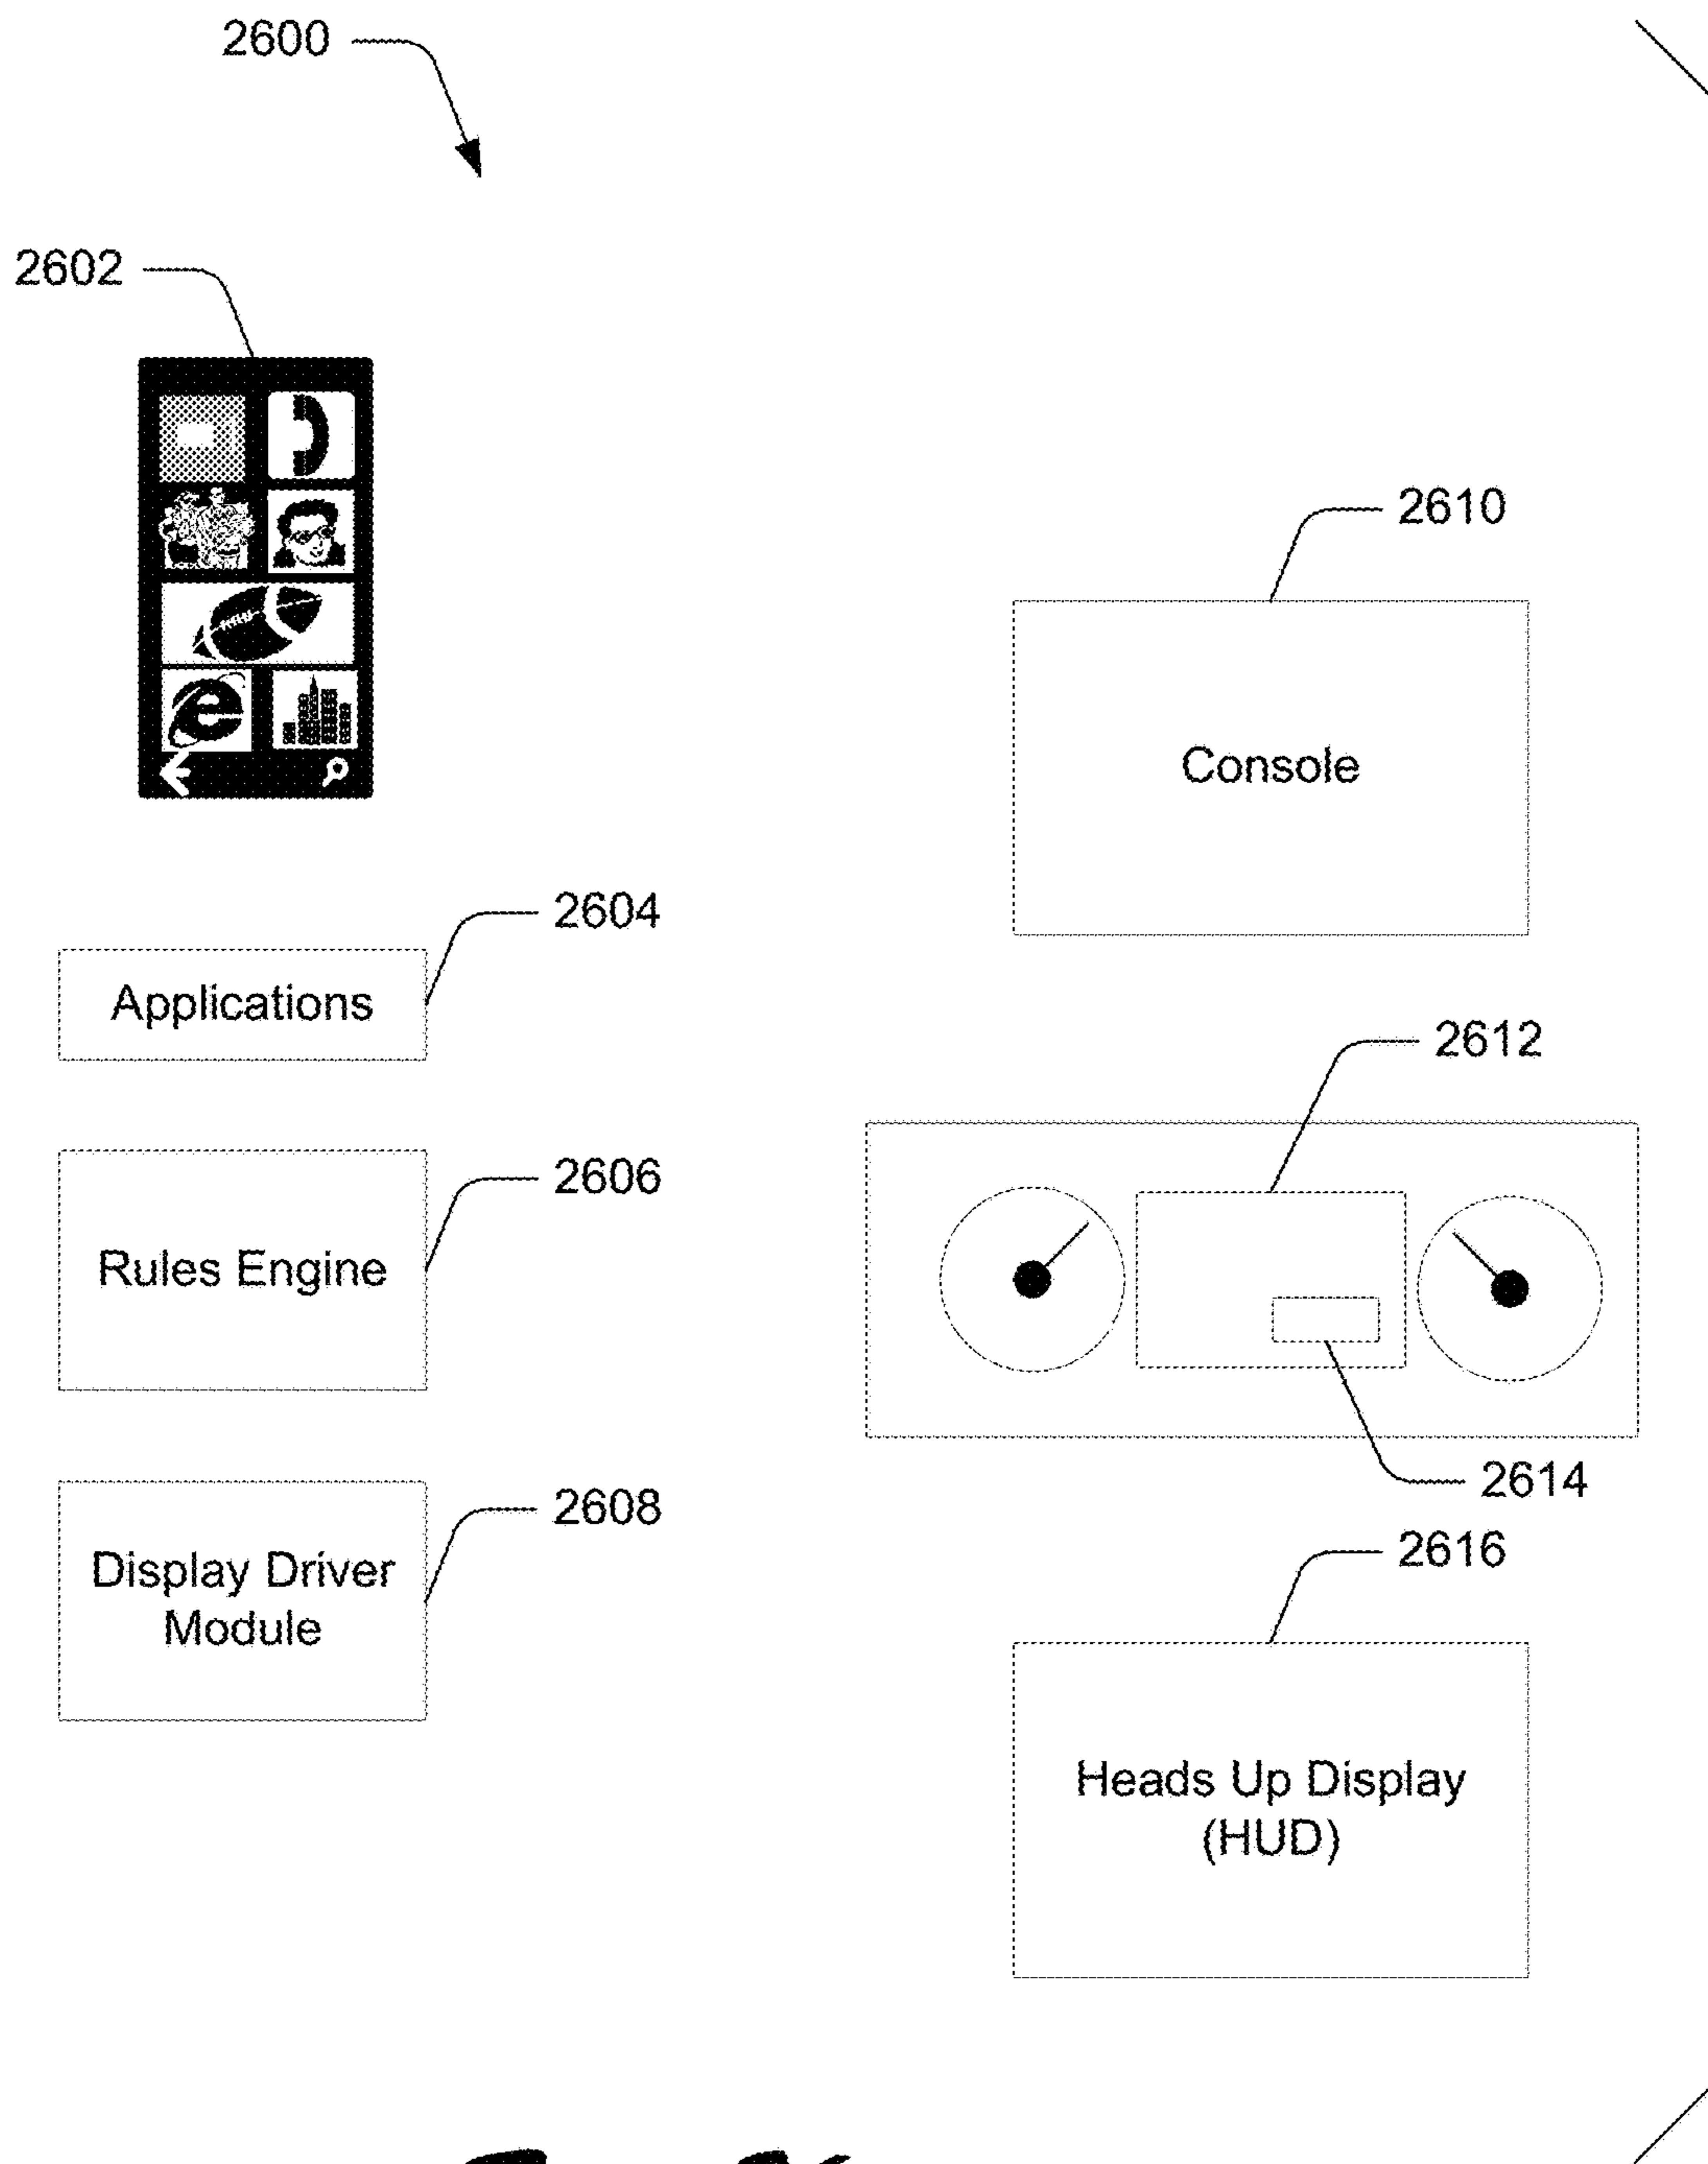 2600
2602
2610
Console
2604
Applications
2612
2606
Rules Engine
2614
2608
Display Driver
Module
2616
Heads Up Display
(HUD)